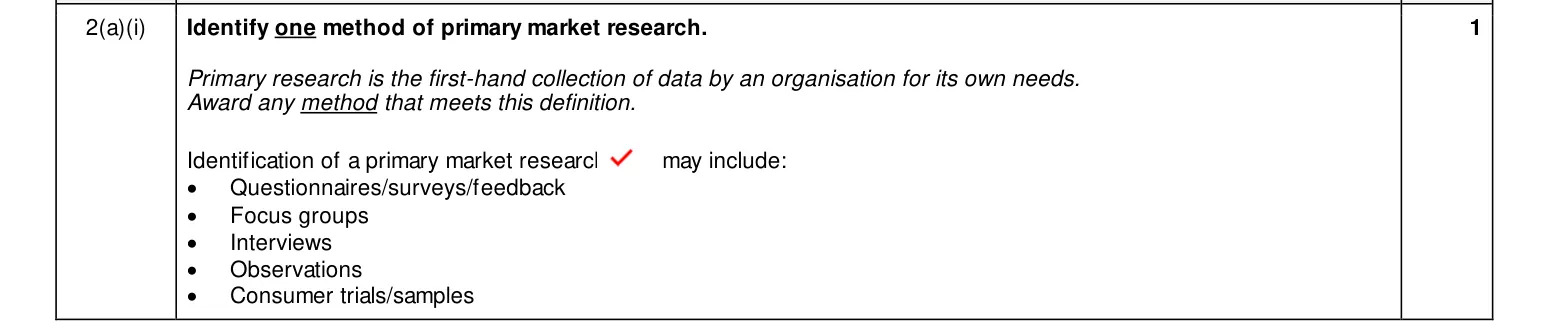 2(a)(i) Identify one method of primary market research. 1
Primary research is the first-hand collection of data by an organisation for its own needs.
Award any method that meets this definition.
Identification of a primary market may include:
• Questionnaires/surveys/feedback
• Focus groups
• Interviews
• Observations
• Consumer trials/samples